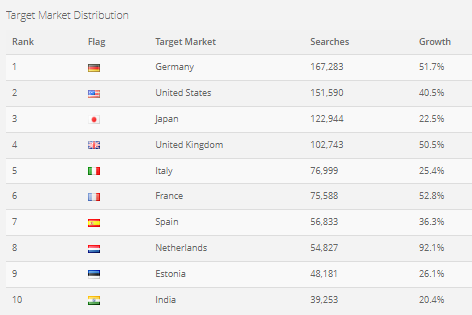 Target Market Distribution
Rank Flag Target Market Searches Growth
1 Germany 167,283 51.7%
2 United States 151,590 40.5%
3 Japan 122,944 22.5%
4 United Kingdom 102,743 50.5%
5 Italy 76,999 25.4%
6 France 75,588 52.8%
7 Spain 56,833 36.3%
8 Netherlands 54,827 92.1%
9 Estonia 48,181 26.1%
10 India 39,253 20.4%